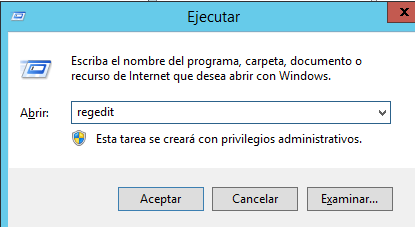 Ejecutar
Escriba el nombre del programa, carpeta, documento o
recurso de Internet que desea abrir con Windows.
Abrir: regedit
Esta tarea se creará con privilegios administrativos.
Aceptar Cancelar Examinar...